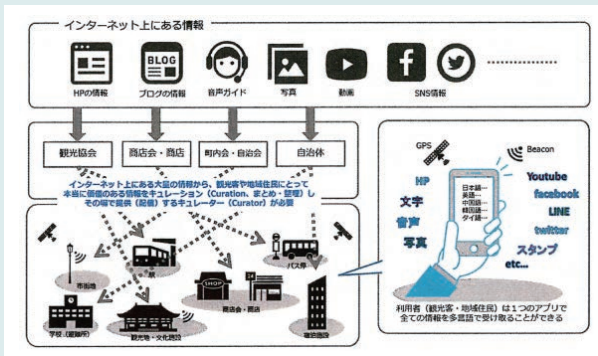 インターネット上にある情報
BLOG
HPの情報
ブログの情報
音声ガイド
写真
動画
SNS情報
観光協会
商店会・商店
町内会・自治会
自治体
インターネット上にある大量の情報から、観光客や地域住民にとって
本当に価値のある情報をキュレーション（Curation、まとめ・整理）し
その場で提供（配信）するキュレーター（Curator）が必要
市街地
駅
バス停
SHOP
商店会・商店
学校（避難所）
観光地・文化施設
宿泊施設
GPS
Beacon
HP
文字
音声
写真
日本語…
英語…
中国語…
韓国語…
タイ語…
Youtube
facebook
LINE
twitter
スタンプ
etc...
利用者（観光客・地域住民）は１つのアプリで
全ての情報を多言語で受け取ることができる